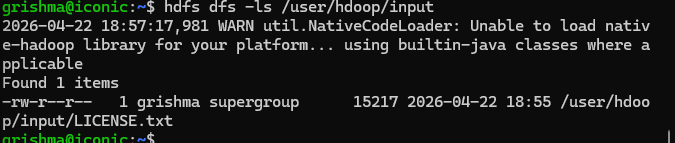 grishma@iconic:~$ hdfs dfs -ls /user/hdoop/input
2026-04-22 18:57:17,981 WARN util.NativeCodeLoader: Unable to load nativ
e-hadoop library for your platform... using builtin-java classes where a
pplicable
Found 1 items
-rw-r--r--   1 grishma supergroup      15217 2026-04-22 18:55 /user/hdoo
p/input/LICENSE.txt
grishma@iconic:~$